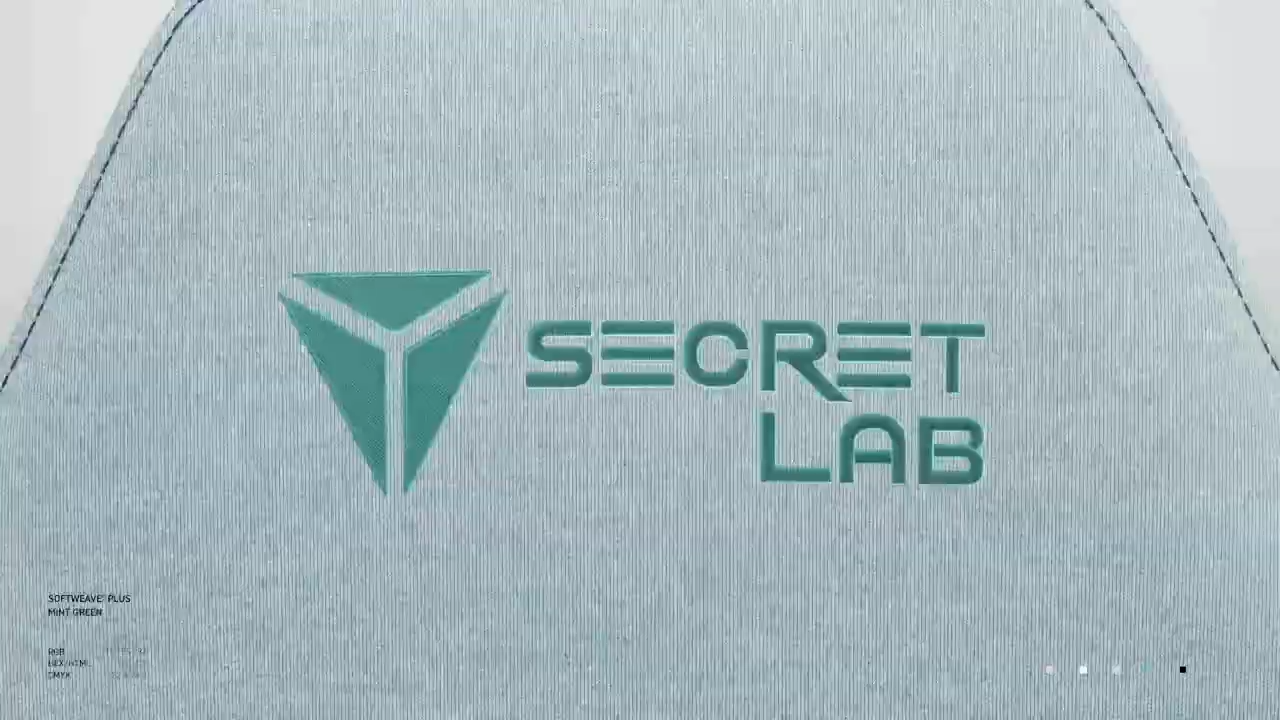 SECRET
LAB
SOFTWEAVE® PLUS
MINT GREEN
RGB
HEX/HTML
CMYK